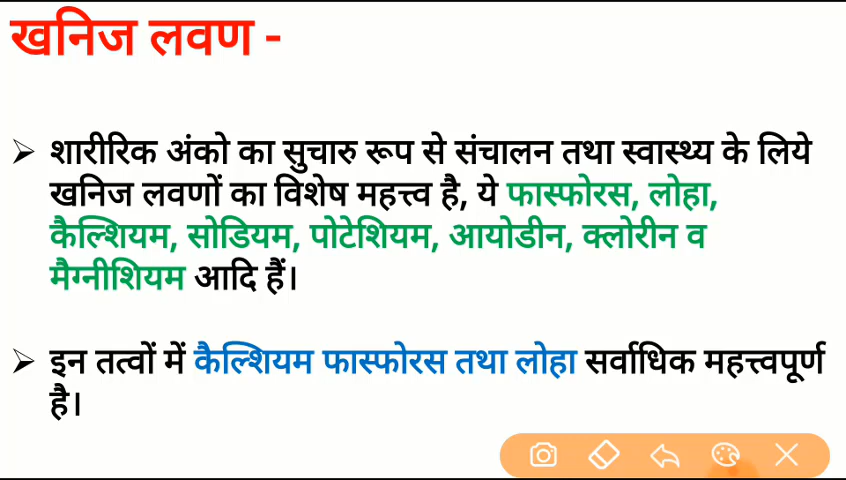 खनिज लवण -
➤ शारीरिक अंको का सुचारु रूप से संचालन तथा स्वास्थ्य के लिये
खनिज लवणों का विशेष महत्त्व है, ये फास्फोरस, लोहा,
कैल्शियम, सोडियम, पोटेशियम, आयोडीन, क्लोरीन व
मैग्नीशियम आदि हैं।
➤ इन तत्वों में कैल्शियम फास्फोरस तथा लोहा सर्वाधिक महत्त्वपूर्ण
है।